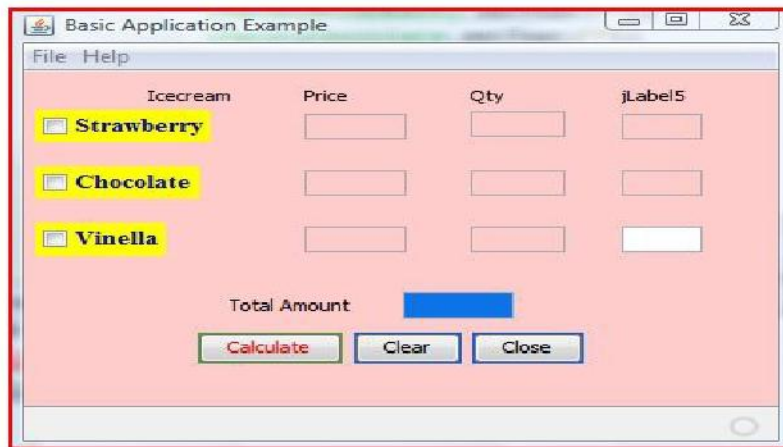 Basic Application Example
File Help
Icecream Price Qty jLabel5
Strawberry
Chocolate
Vinella
Total Amount
Calculate Clear Close